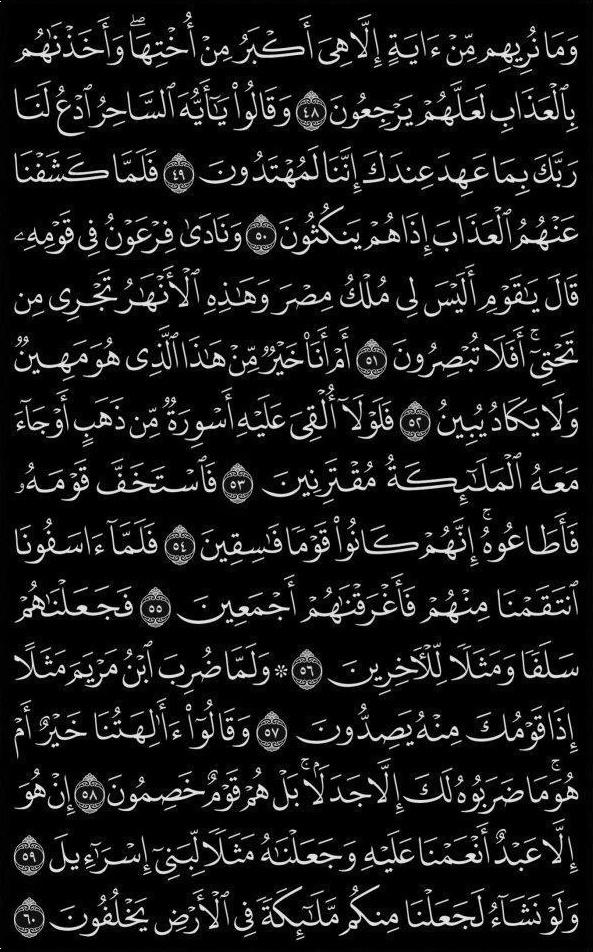 وَمَا نُرِيهِم مِّنْ ءَايَةٍ إِلَّا هِىَ أَكْبَرُ مِنْ أُخْتِهَا ۖ وَأَخَذْنَٰهُم
بِٱلْعَذَابِ لَعَلَّهُمْ يَرْجِعُونَ ٤٨ وَقَالُوا۟ يَٰٓأَيُّهَ ٱلسَّاحِرُ ٱدْعُ لَنَا
رَبَّكَ بِمَا عَهِدَ عِندَكَ إِنَّنَا لَمُهْتَدُونَ ٤٩ فَلَمَّا كَشَفْنَا
عَنْهُمُ ٱلْعَذَابَ إِذَا هُمْ يَنكُثُونَ ٥٠ وَنَادَىٰ فِرْعَوْنُ فِى قَوْمِهِۦ
قَالَ يَٰقَوْمِ أَلَيْسَ لِى مُلْكُ مِصْرَ وَهَٰذِهِ ٱلْأَنْهَٰرُ تَجْرِى مِن
تَحْتِىٓ ۖ أَفَلَا تُبْصِرُونَ ٥١ أَمْ أَنَا۠ خَيْرٌ مِّنْ هَٰذَا ٱلَّذِى هُوَ مَهِينٌ
وَلَا يَكَادُ يُبِينُ ٥٢ فَلَوْلَآ أُلْقِىَ عَلَيْهِ أَسْوِرَةٌ مِّن ذَهَبٍ أَوْ جَآءَ
مَعَهُ ٱلْمَلَٰٓئِكَةُ مُقْتَرِنِينَ ٥٣ فَٱسْتَخَفَّ قَوْمَهُۥ
فَأَطَاعُوهُ ۚ إِنَّهُمْ كَانُوا۟ قَوْمًا فَٰسِقِينَ ٥٤ فَلَمَّآ ءَاسَفُونَا
ٱنتَقَمْنَا مِنْهُمْ فَأَغْرَقْنَٰهُمْ أَجْمَعِينَ ٥٥ فَجَعَلْنَٰهُمْ
سَلَفًا وَمَثَلًا لِّلْـَٔاخِرِينَ ٥٦ ۞ وَلَمَّا ضُرِبَ ٱبْنُ مَرْيَمَ مَثَلًا
إِذَا قَوْمُكَ مِنْهُ يَصِدُّونَ ٥٧ وَقَالُوٓا۟ ءَأَٰلِهَتُنَا خَيْرٌ أَمْ
هُوَ ۚ مَا ضَرَبُوهُ لَكَ إِلَّا جَدَلًۢا ۚ بَلْ هُمْ قَوْمٌ خَصِمُونَ ٥٨ إِنْ هُوَ
إِلَّا عَبْدٌ أَنْعَمْنَا عَلَيْهِ وَجَعَلْنَٰهُ مَثَلًا لِّبَنِىٓ إِسْرَٰٓءِيلَ ٥٩
وَلَوْ نَشَآءُ لَجَعَلْنَا مِنكُم مَّلَٰٓئِكَةً فِى ٱلْأَرْضِ يَخْلُفُونَ ٦٠